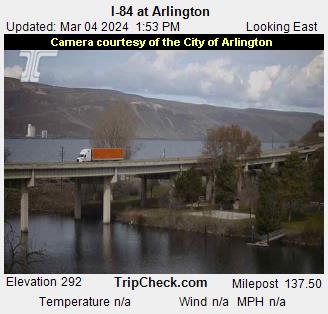 I-84 at Arlington
Updated: Mar 04 2024 1:53 PM Looking East
Camera courtesy of the City of Arlington
Elevation 292 TripCheck.com Milepost 137.50
Temperature n/a Wind n/a MPH n/a